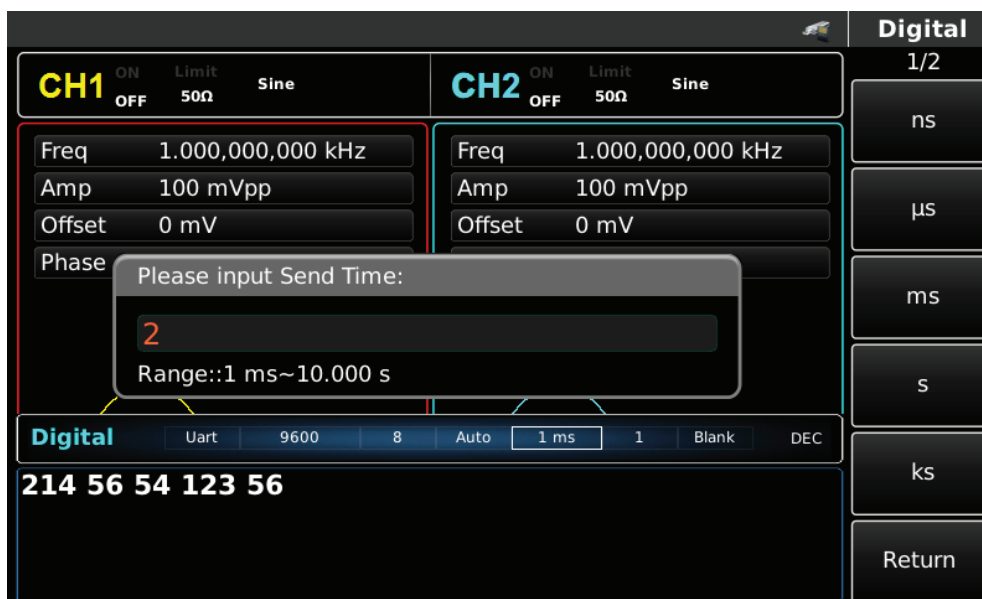 Digital
1/2
CH1 ON OFF Limit 50Ω Sine
CH2 ON OFF Limit 50Ω Sine
ns
Freq 1.000,000,000 kHz
Freq 1.000,000,000 kHz
Amp 100 mVpp
Amp 100 mVpp
µs
Offset 0 mV
Offset 0 mV
Phase
Please input Send Time:
ms
2
Range::1 ms~10.000 s
s
Digital Uart 9600 8 Auto 1 ms 1 Blank DEC
ks
214 56 54 123 56
Return